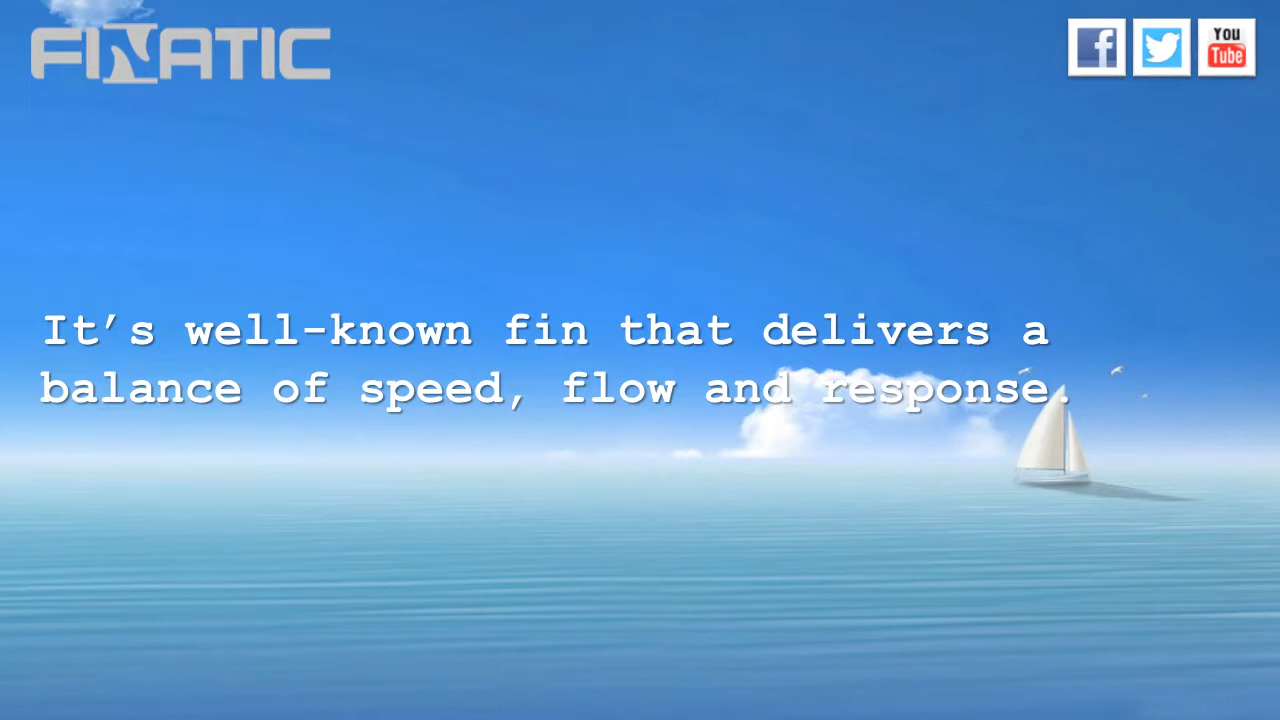 FINATIC
You
Tube
It’s well-known fin that delivers a
balance of speed, flow and response.